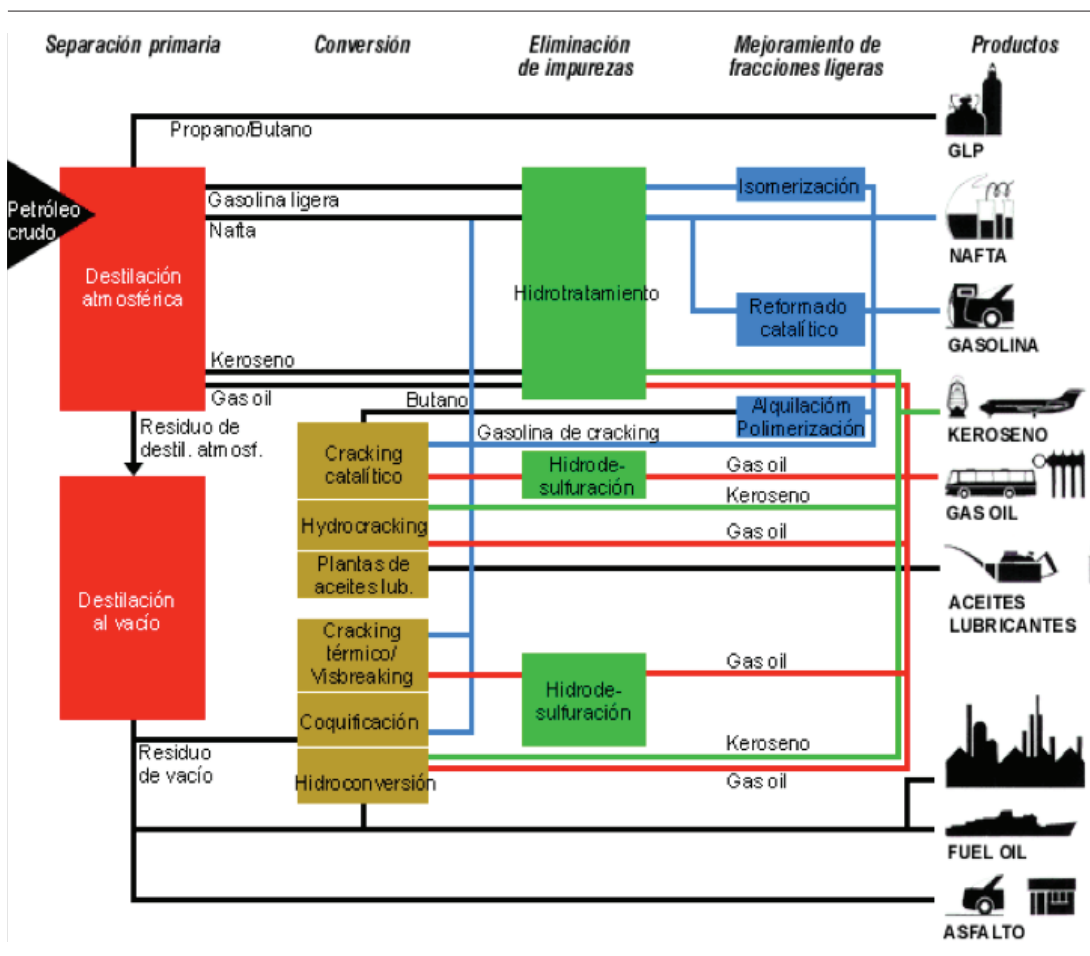 Separación primaria
Conversión
Eliminación
de impurezas
Mejoramiento de
fracciones ligeras
Productos
Propano/Butano
GLP
Petróleo
crudo
Gasolina ligera
Nafta
Isomerización
NAFTA
Destilación
atmosférica
Hidrotratamiento
Reformado
catalítico
GASOLINA
Keroseno
Gas oil
Butano
Alquilacióm
Polimerización
KEROSENO
Residuo de
destil. atmosf.
Cracking
catalítico
Gasolina de cracking
Hidrode-
sulfuración
Gas oil
Keroseno
GAS OIL
Hydrocracking
Gas oil
Plantas de
aceites lub.
ACEITES
LUBRICANTES
Destilación
al vacío
Cracking
térmico/
Visbreaking
Gas oil
Hidrode-
sulfuración
Coquificación
Residuo
de vacío
Keroseno
Hidroconversión
Gas oil
FUEL OIL
ASFALTO